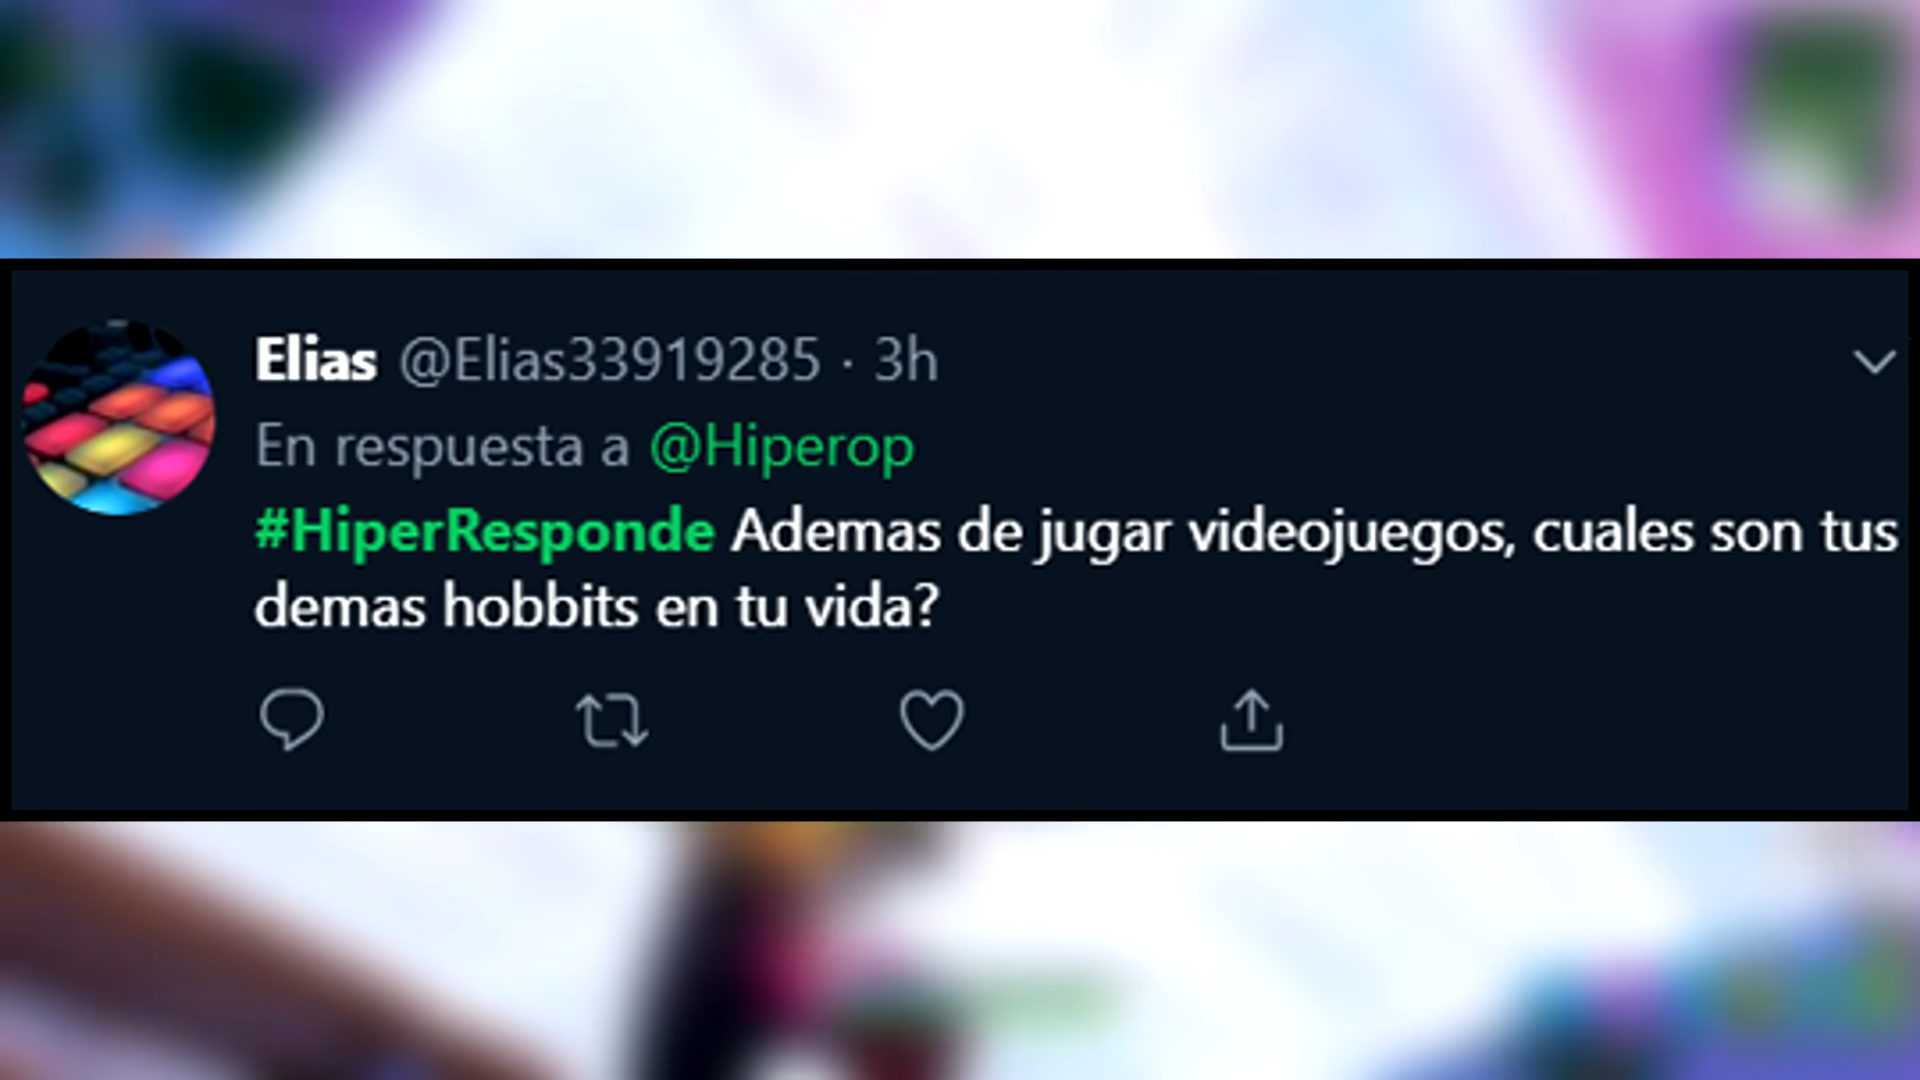 Elias @Elias33919285 · 3h
En respuesta a @Hiperop
#HiperResponde Ademas de jugar videojuegos, cuales son tus
demas hobbits en tu vida?